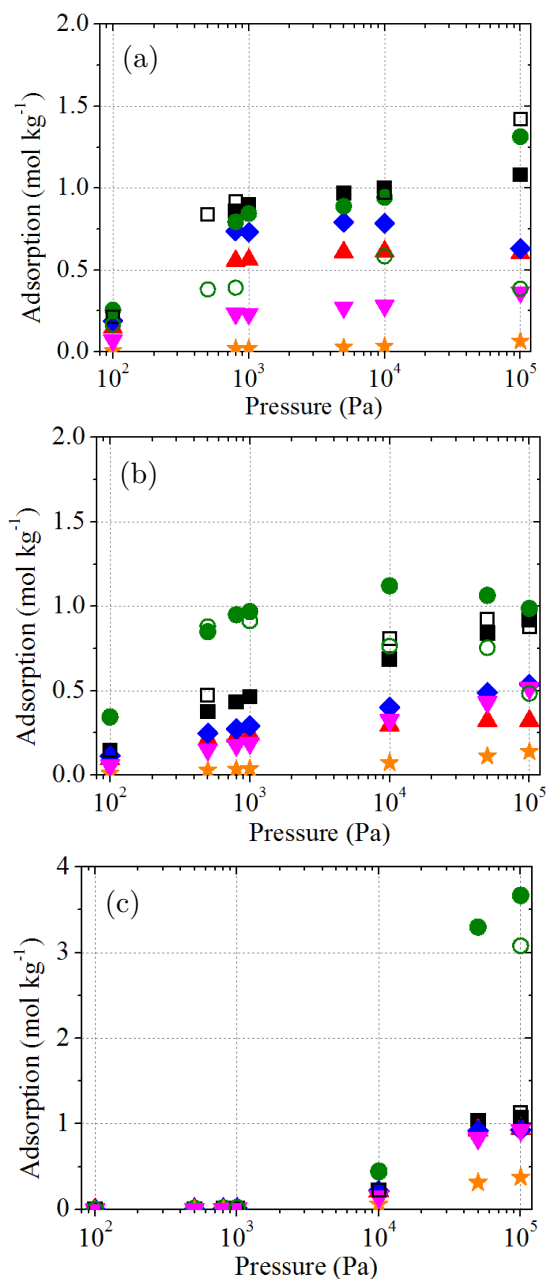 (a)
2.0
1.5
1.0
0.5
0.0
Adsorption (mol kg⁻¹)
10² 10³ 10⁴ 10⁵
Pressure (Pa)
(b)
2.0
1.5
1.0
0.5
0.0
Adsorption (mol kg⁻¹)
10² 10³ 10⁴ 10⁵
Pressure (Pa)
(c)
4
3
2
1
0
Adsorption (mol kg⁻¹)
10² 10³ 10⁴ 10⁵
Pressure (Pa)